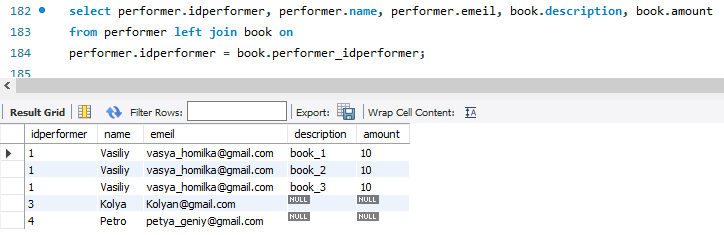 182 select performer.idperformer, performer.name, performer.emeil, book.description, book.amount
183 from performer left join book on
184 performer.idperformer = book.performer_idperformer;
185
Result Grid Filter Rows: Export: Wrap Cell Content: IA
idperformer name emeil description amount
1 Vasiliy vasya_homilka@gmail.com book_1 10
1 Vasiliy vasya_homilka@gmail.com book_2 10
1 Vasiliy vasya_homilka@gmail.com book_3 10
3 Kolya Kolyan@gmail.com NULL NULL
4 Petro petya_geniy@gmail.com NULL NULL